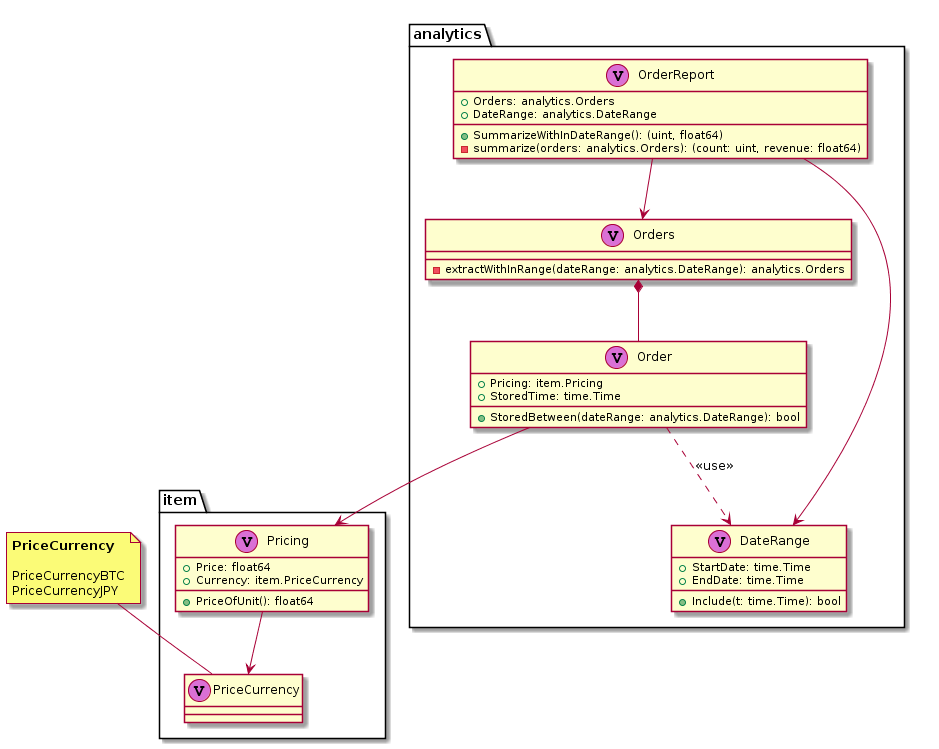 analytics
V OrderReport
Orders: analytics.Orders
DateRange: analytics.DateRange
SummarizeWithInDateRange(): (uint, float64)
summarize(orders: analytics.Orders): (count: uint, revenue: float64)
V Orders
extractWithInRange(dateRange: analytics.DateRange): analytics.Orders
V Order
Pricing: item.Pricing
StoredTime: time.Time
StoredBetween(dateRange: analytics.DateRange): bool
«use»
item
V Pricing
Price: float64
Currency: item.PriceCurrency
PriceOfUnit(): float64
V DateRange
StartDate: time.Time
EndDate: time.Time
Include(t: time.Time): bool
PriceCurrency
PriceCurrencyBTC
PriceCurrencyJPY
V PriceCurrency